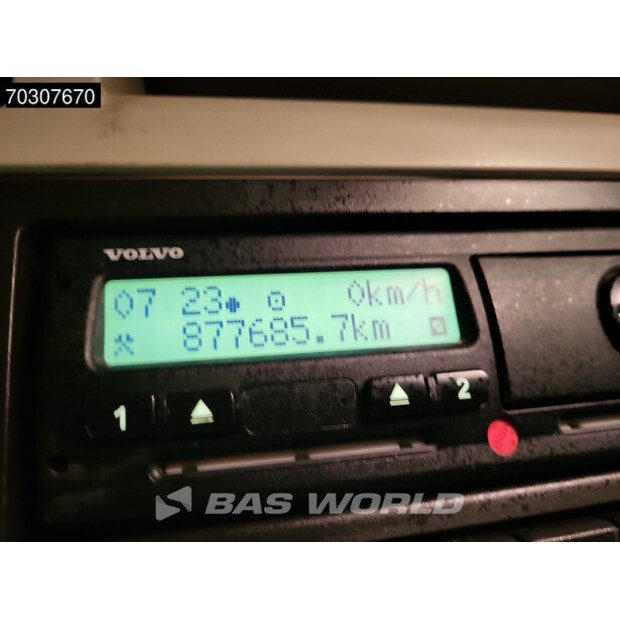 70307670
VOLVO
07 23 0km/h
877685.7km
1 2
BAS WORLD